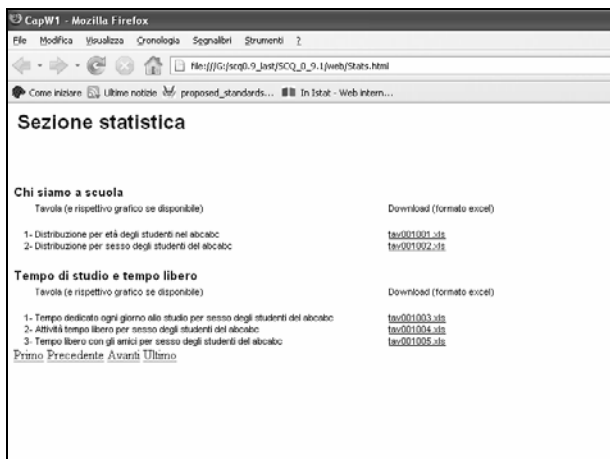 CapW1 - Mozilla Firefox
File Modifica Visualizza Cronologia Segnalibri Strumenti ?
file:///G:/scq0.9_last/SCQ_0_9.1/web/Stats.html
Come iniziare Ultime notizie proposed_standards... In Istat - Web intern...
Sezione statistica
Chi siamo a scuola
Tavola (e rispettivo grafico se disponibile) Download (formato excel)
1- Distribuzione per età degli studenti nel abcabc tav001001.xls
2- Distribuzione per sesso degli studenti del abcabc tav001002.xls
Tempo di studio e tempo libero
Tavola (e rispettivo grafico se disponibile) Download (formato excel)
1- Tempo dedicato ogni giorno allo studio per sesso degli studenti del abcabc tav001003.xls
2- Attività tempo libero per sesso degli studenti del abcabc tav001004.xls
3- Tempo libero con gli amici per sesso degli studenti del abcabc tav001005.xls
Primo Precedente Avanti Ultimo